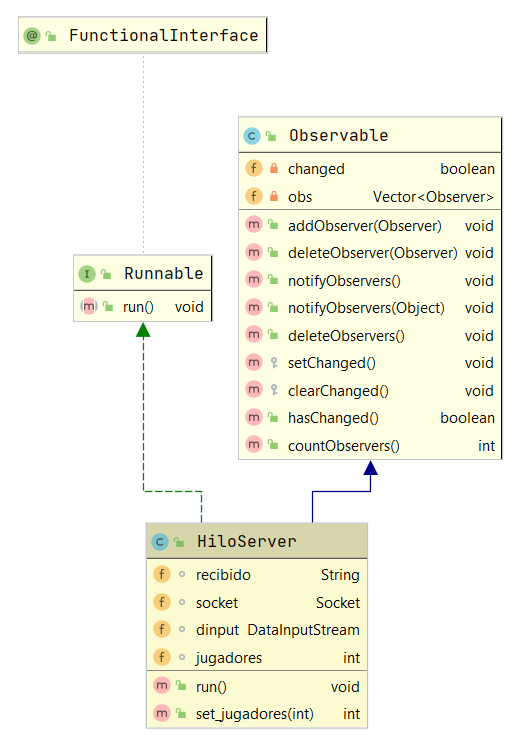 FunctionalInterface
Observable
changed boolean
obs Vector<Observer>
addObserver(Observer) void
deleteObserver(Observer) void
notifyObservers() void
notifyObservers(Object) void
deleteObservers() void
setChanged() void
clearChanged() void
hasChanged() boolean
countObservers() int
Runnable
run() void
HiloServer
recibido String
socket Socket
dinput DataInputStream
jugadores int
run() void
set_jugadores(int) int